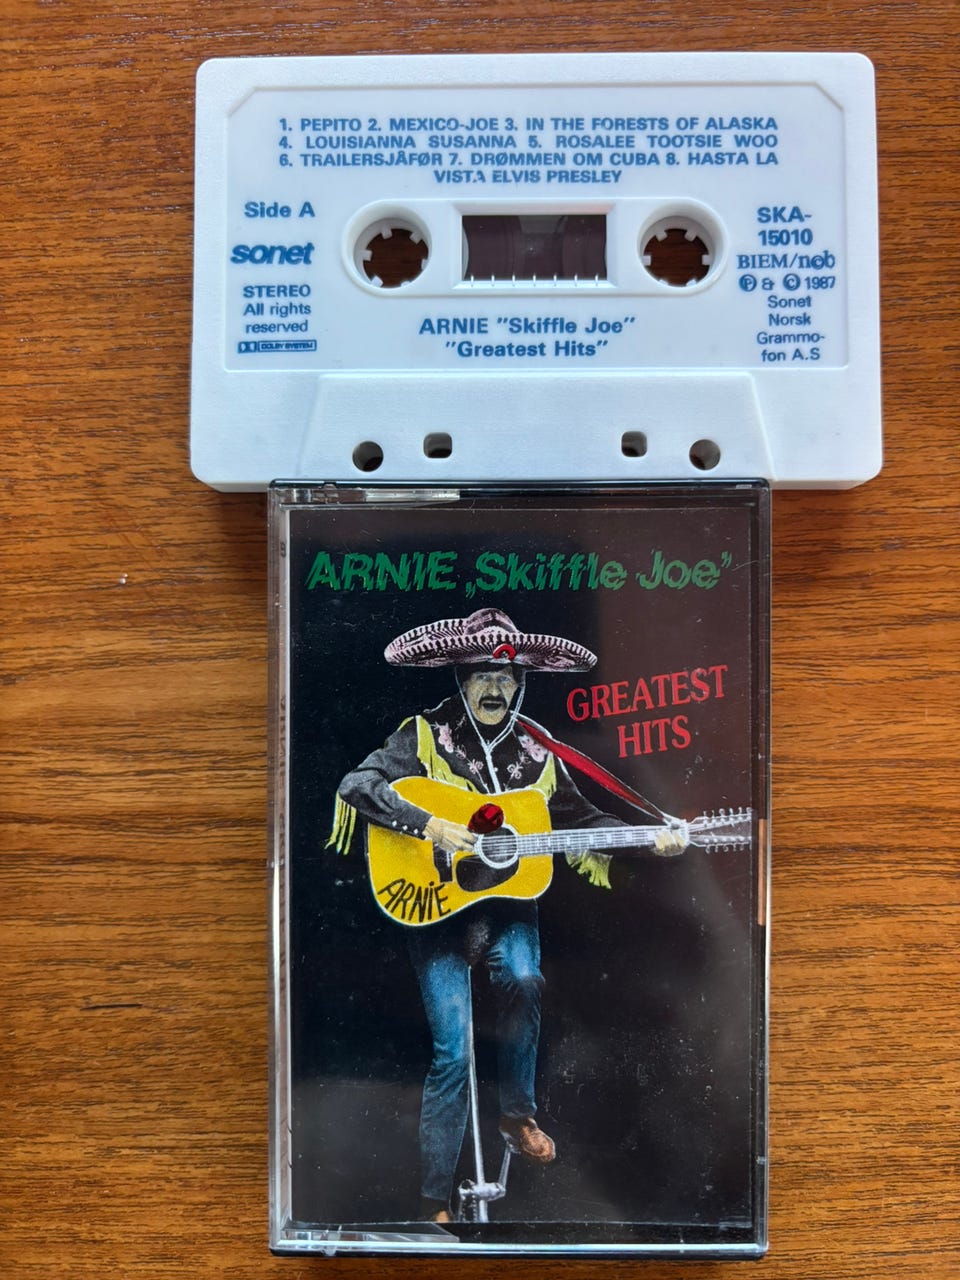 1. PEPITO 2. MEXICO-JOE 3. IN THE FORESTS OF ALASKA
4. LOUISIANNA SUSANNA 5. ROSALEE TOOTSIE WOO
6. TRAILERSJÅFØR 7. DRØMMEN OM CUBA 8. HASTA LA
VISTA ELVIS PRESLEY
Side A
sonet
STEREO
All rights
reserved
DOLBY SYSTEM
SKA-
15010
BIEM/ncb
Ⓟ & © 1987
Sonet
Norsk
Grammo-
fon A.S
ARNIE "Skiffle Joe"
"Greatest Hits"
ARNIE „Skiffle Joe”
GREATEST
HITS
ARNiE